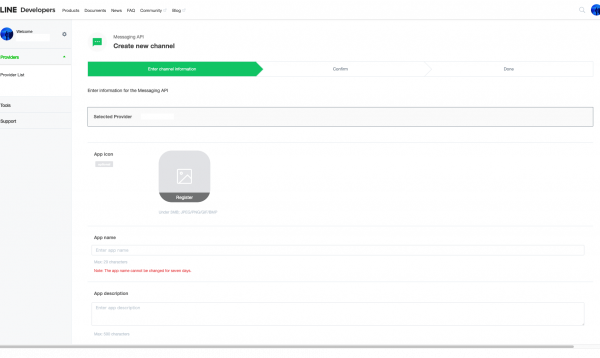 LINE Developers Products Documents News FAQ Community Blog
Welcome
Messaging API
Create new channel
Providers
Enter channel information Confirm Done
Provider List
Enter information for the Messaging API
Tools
Selected Provider
Support
App icon
Register
App name
Enter app name
Max: 20 characters
Note: The app name cannot be changed for seven days.
App description
Enter app description